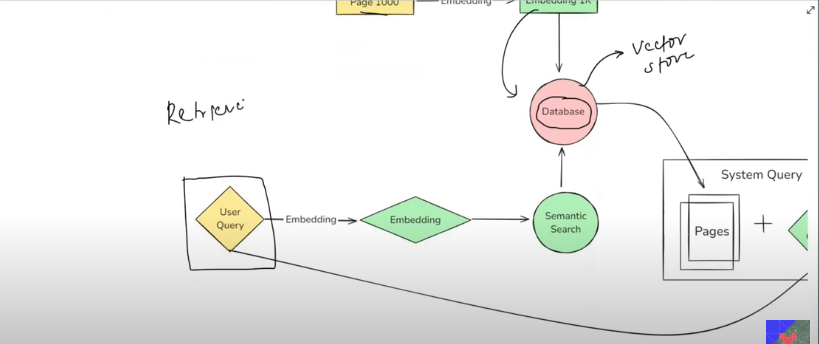 Page 1000
Embedding
Embedding 1K
Vector
store
Database
System Query
User
Query
Embedding
Embedding
Semantic
Search
Pages
+